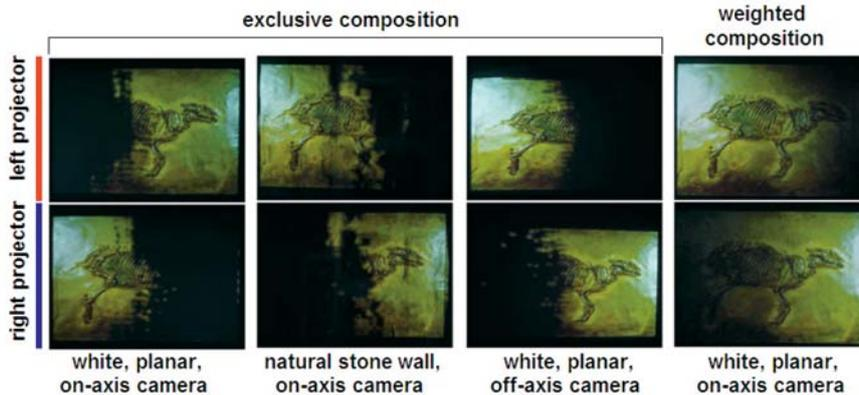 exclusive composition
weighted
composition
left projector
right projector
white, planar,
on-axis camera
natural stone wall,
on-axis camera
white, planar,
off-axis camera
white, planar,
on-axis camera